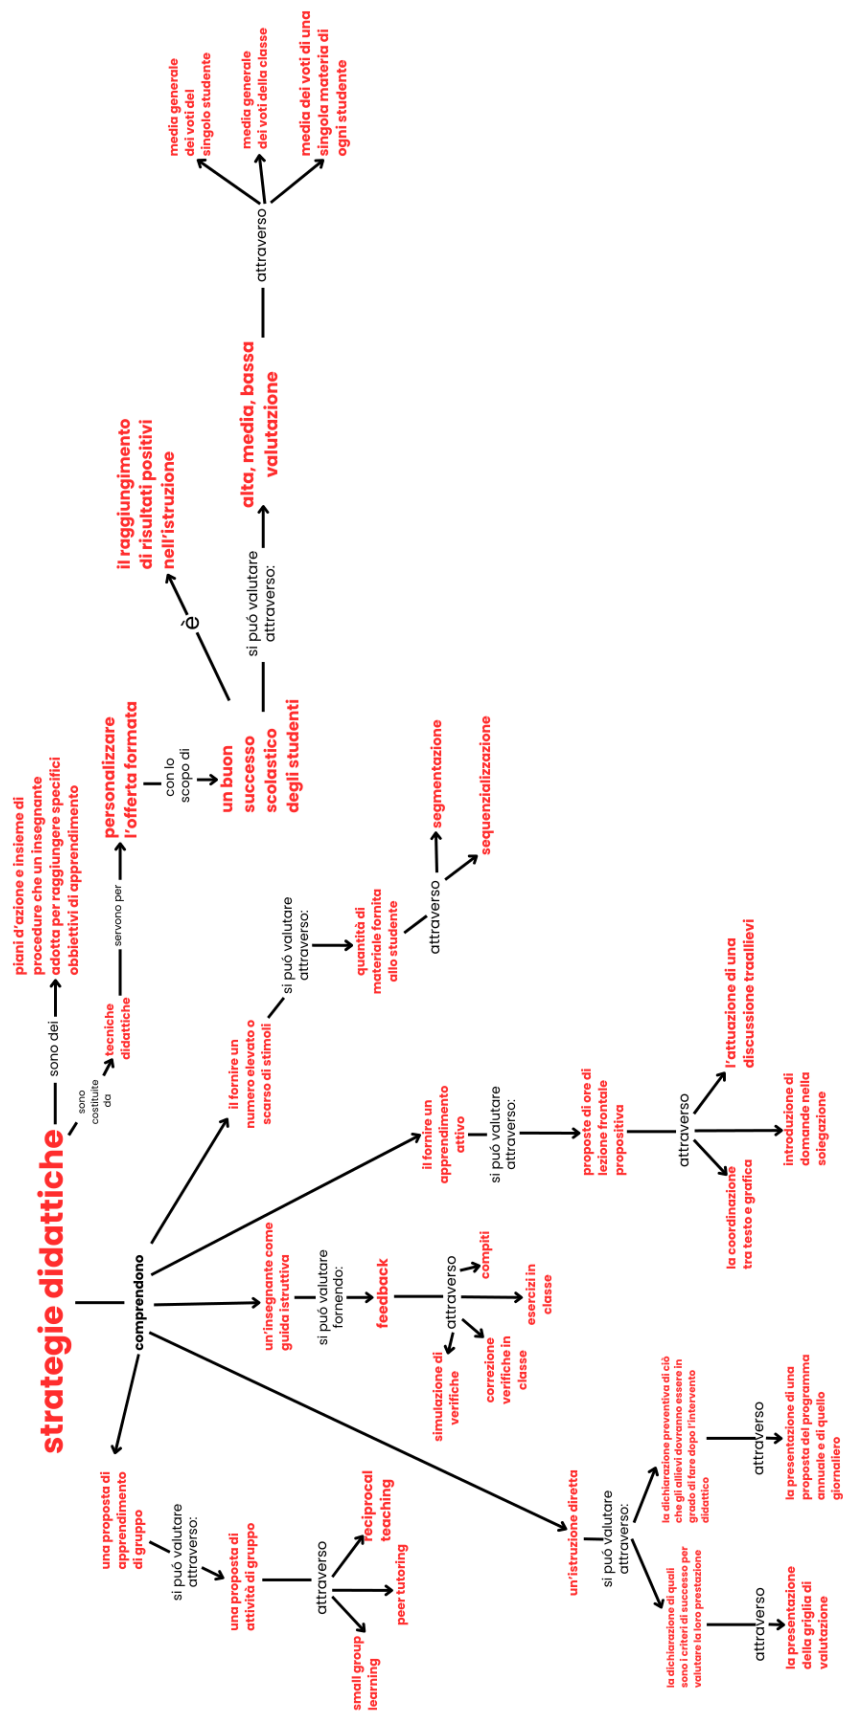 strategie didattiche
sono dei
piani d'azione e insieme di
procedure che un insegnante
adotta per raggiungere specifici
obbiettivi di apprendimento
sono
costituite
da
tecniche
didattiche
servono per
personalizzare
l'offerta formata
con lo
scopo di
un buon
successo
scolastico
degli studenti
è
il raggiungimento
di risultati positivi
nell'istruzione
si puó valutare
attraverso:
alta, media, bassa
valutazione
attraverso
media generale
dei voti del
singolo studente
media generale
dei voti della classe
media dei voti di una
singola materia di
ogni studente
comprendono
una proposta di
apprendimento
di gruppo
si puó valutare
attraverso:
una proposta di
attività di gruppo
attraverso
small group
learning
peer tutoring
reciprocal
teaching
un'istruzione diretta
si puó valutare
attraverso:
la dichiarazione di quali
sono i criteri di successo per
valutare la loro prestazione
attraverso
la presentazione
della griglia di
valutazione
la dichiarazione preventiva di ciò
che gli allievi dovranno essere in
grado di fare dopo l'intervento
didattico
attraverso
la presentazione di una
proposta del programma
annuale e di quello
giornaliero
un'insegnante come
guida istruttiva
si puó valutare
fornendo:
feedback
attraverso
simulazione di
verifiche
correzione
verifiche in
classe
esercizi in
classe
compiti
il fornire un
apprendimento
attivo
si puó valutare
attraverso:
proposte di ore di
lezione frontale
propositiva
attraverso
la coordinazione
tra testo e grafica
introduzione di
domande nella
soiegazione
l'attuazione di una
discussione traallievi
il fornire un
numero elevato o
scarso di stimoli
si puó valutare
attraverso:
quantità di
materiale fornita
allo studente
attraverso
segmentazione
sequenzializzazione